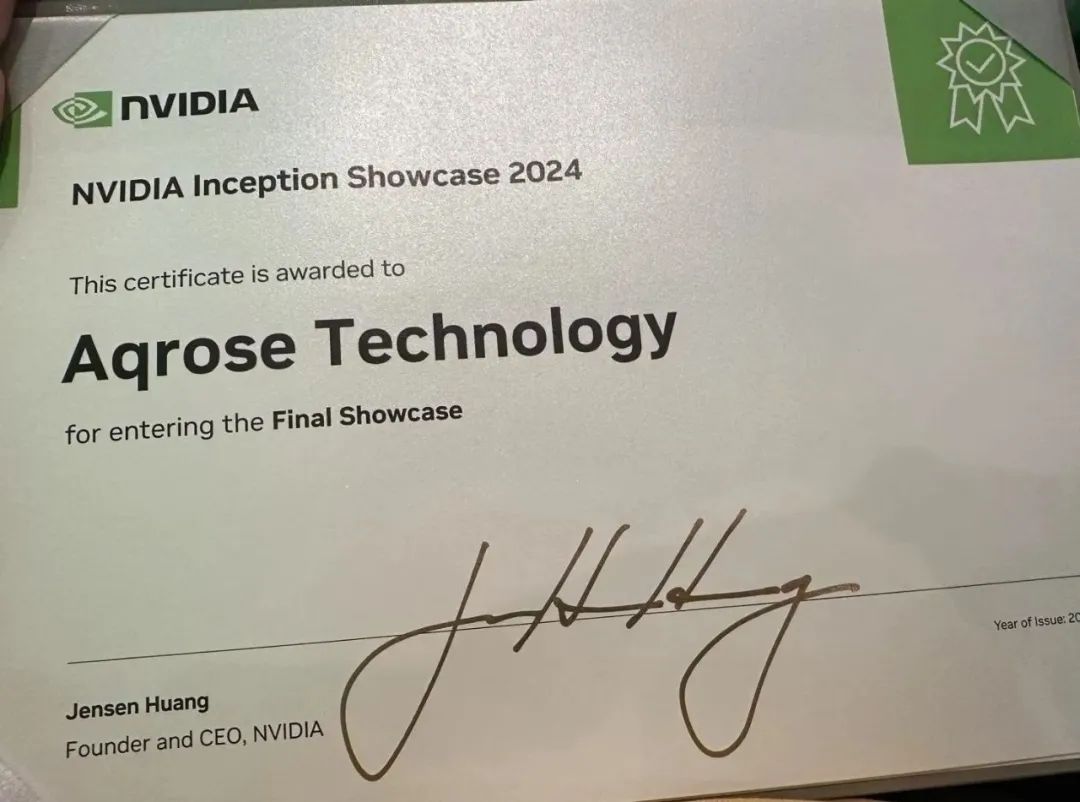 NVIDIA
NVIDIA Inception Showcase 2024
This certificate is awarded to
Aqrose Technology
for entering the Final Showcase
Year of Issue: 20
Jensen Huang
Founder and CEO, NVIDIA